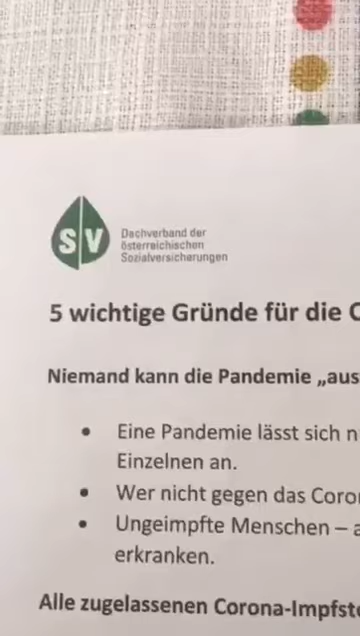 SV
Dachverband der
österreichischen
Sozialversicherungen
5 wichtige Gründe für die
Niemand kann die Pandemie „aus
• Eine Pandemie lässt sich
Einzelnen an.
• Wer nicht gegen das Coro
• Ungeimpfte Menschen –
erkranken.
Alle zugelassenen Corona-Impfst